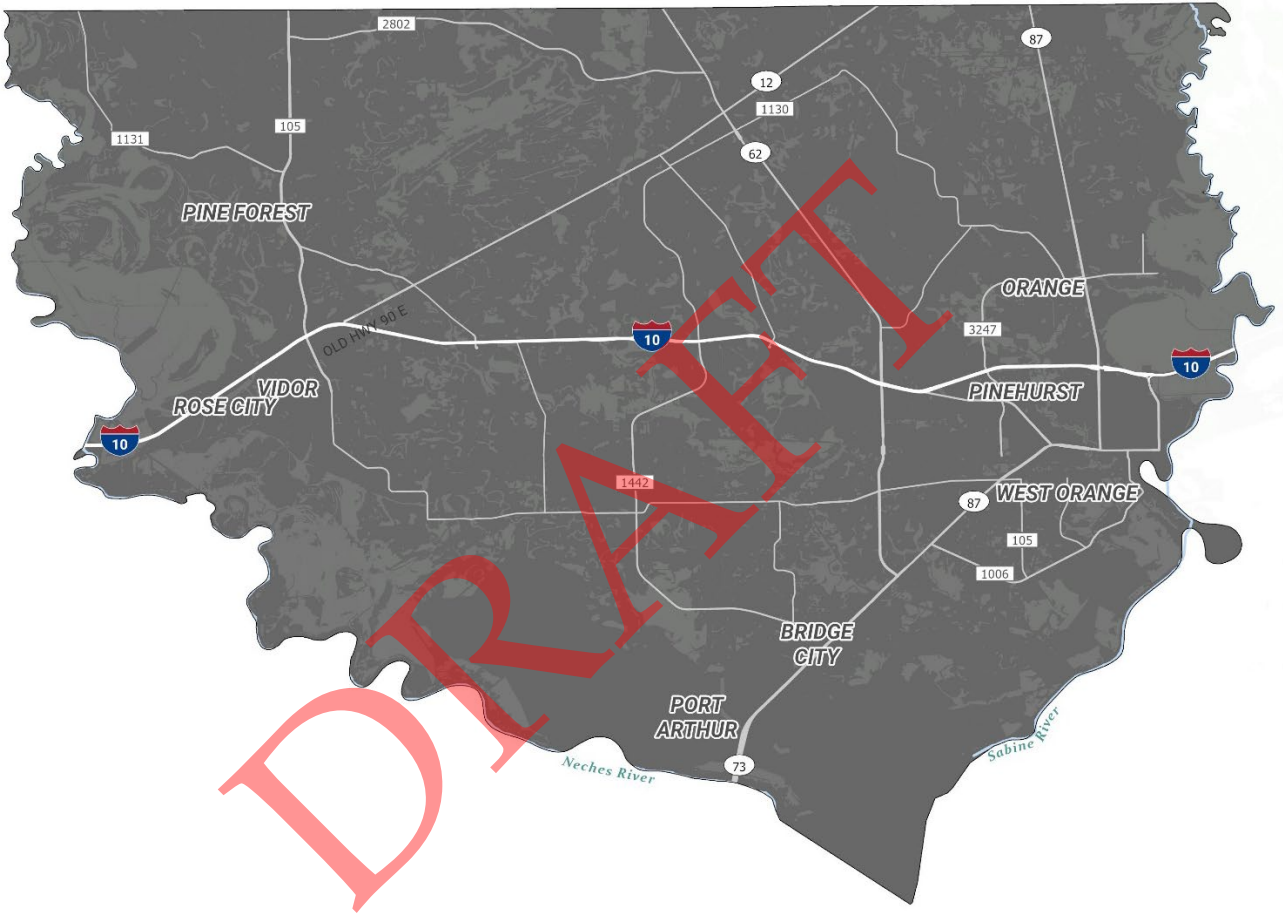 2802
87
12
1130
105
1131
62
PINE FOREST
ORANGE
OLD HWY 90 E
3247
10
10
VIDOR
PINEHURST
ROSE CITY
10
1442
WEST ORANGE
87
105
1006
BRIDGE
CITY
PORT
ARTHUR
Sabine River
73
Neches River
DRAFT